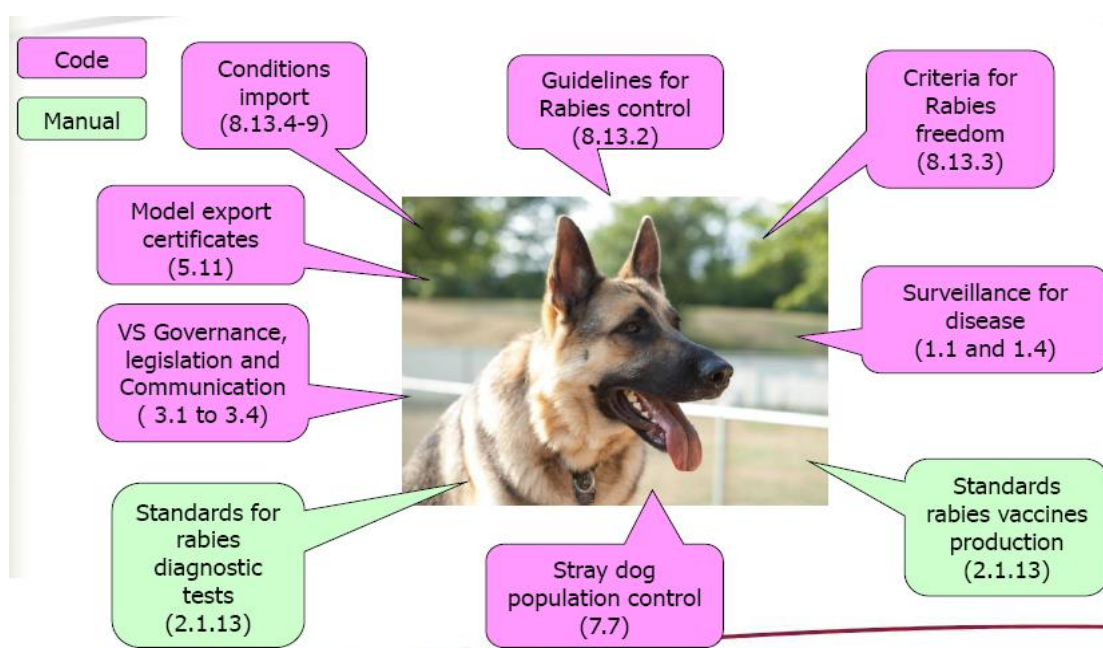 Code
Manual
Conditions
import
(8.13.4-9)
Guidelines for
Rabies control
(8.13.2)
Criteria for
Rabies
freedom
(8.13.3)
Model export
certificates
(5.11)
Surveillance for
disease
(1.1 and 1.4)
VS Governance,
legislation and
Communication
( 3.1 to 3.4)
Standards for
rabies
diagnostic
tests
(2.1.13)
Stray dog
population control
(7.7)
Standards
rabies vaccines
production
(2.1.13)